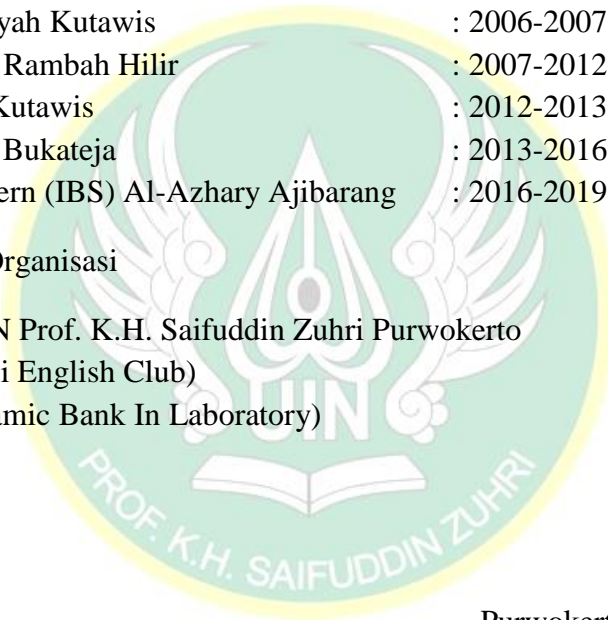 yah Kutawis : 2006-2007
Rambah Hilir : 2007-2012
Kutawis : 2012-2013
Bukateja : 2013-2016
ern (IBS) Al-Azhary Ajibarang : 2016-2019
Organisasi
N Prof. K.H. Saifuddin Zuhri Purwokerto
i English Club)
amic Bank In Laboratory)
UIN
PROF. K.H. SAIFUDDIN ZUHRI